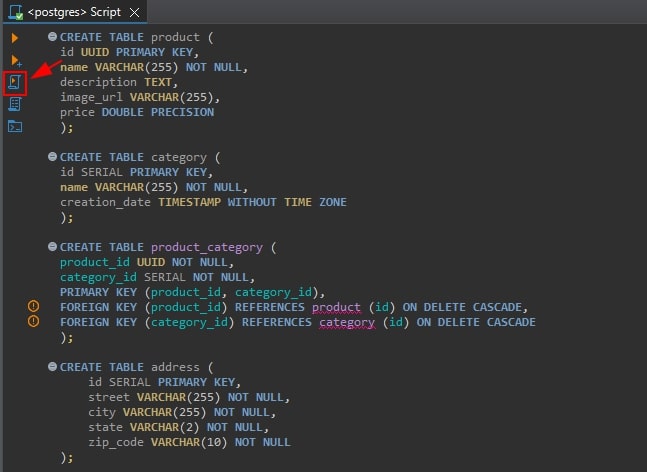 <postgres> Script
CREATE TABLE product (
id UUID PRIMARY KEY,
name VARCHAR(255) NOT NULL,
description TEXT,
image_url VARCHAR(255),
price DOUBLE PRECISION
);
CREATE TABLE category (
id SERIAL PRIMARY KEY,
name VARCHAR(255) NOT NULL,
creation_date TIMESTAMP WITHOUT TIME ZONE
);
CREATE TABLE product_category (
product_id UUID NOT NULL,
category_id SERIAL NOT NULL,
PRIMARY KEY (product_id, category_id),
FOREIGN KEY (product_id) REFERENCES product (id) ON DELETE CASCADE,
FOREIGN KEY (category_id) REFERENCES category (id) ON DELETE CASCADE
);
CREATE TABLE address (
id SERIAL PRIMARY KEY,
street VARCHAR(255) NOT NULL,
city VARCHAR(255) NOT NULL,
state VARCHAR(2) NOT NULL,
zip_code VARCHAR(10) NOT NULL
);